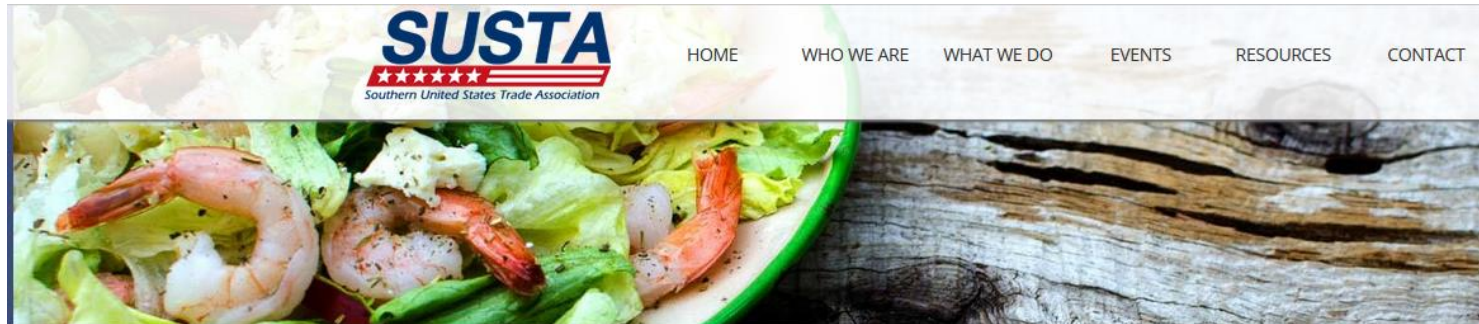 SUSTA
Southern United States Trade Association
HOME WHO WE ARE WHAT WE DO EVENTS RESOURCES CONTACT